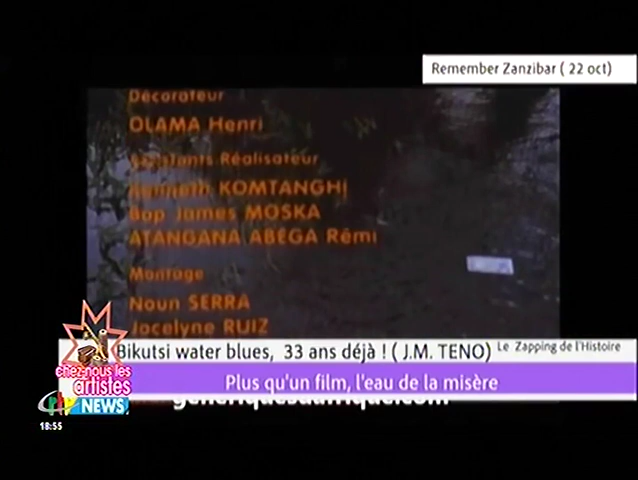 Remember Zanzibar ( 22 oct)
Décorateur
OLAMA Henri
Assistants Réalisateur
Kenneth KOMTANGHI
Bop James MOSKA
ATANGANA ABEGA Rémi
Montage
Noun SERRA
Jocelyne RUIZ
Bikutsi water blues, 33 ans déjà ! ( J.M. TENO)
Le Zapping de l'Histoire
chez-nous les
artistes
Plus qu'un film, l'eau de la misère
NEWS
18:55